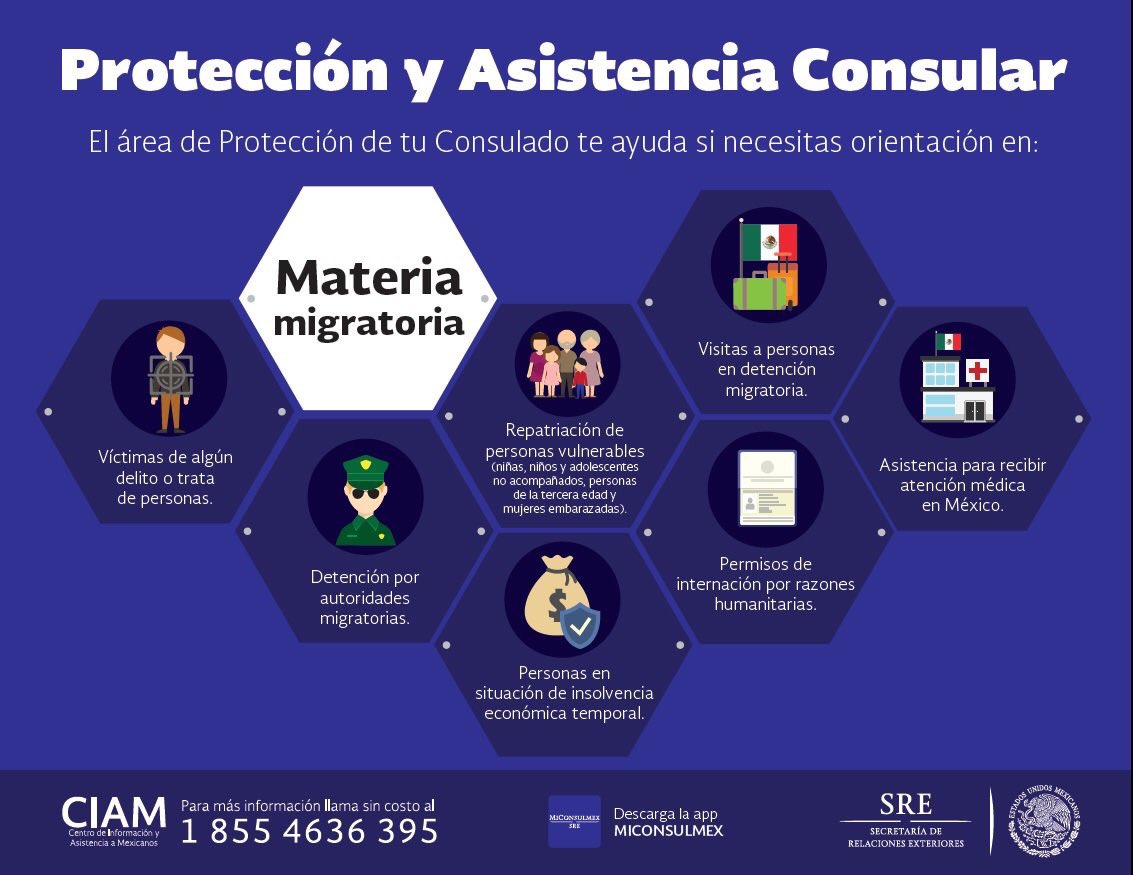 Protección y Asistencia Consular
El área de Protección de tu Consulado te ayuda si necesitas orientación en:
Materia
migratoria
Víctimas de algún
delito o trata
de personas.
Detención por
autoridades
migratorias.
Repatriación de
personas vulnerables
(niñas, niños y adolescentes
no acompañados, personas
de la tercera edad y
mujeres embarazadas).
Personas en
situación de insolvencia
económica temporal.
Visitas a personas
en detención
migratoria.
Permisos de
internación por razones
humanitarias.
Asistencia para recibir
atención médica
en México.
CIAM
Centro de Información y
Asistencia a Mexicanos
Para más información llama sin costo al
1 855 4636 395
MICONSULMEX
SRE
Descarga la app
MICONSULMEX
SRE
SECRETARÍA DE
RELACIONES EXTERIORES
ESTADOS UNIDOS MEXICANOS